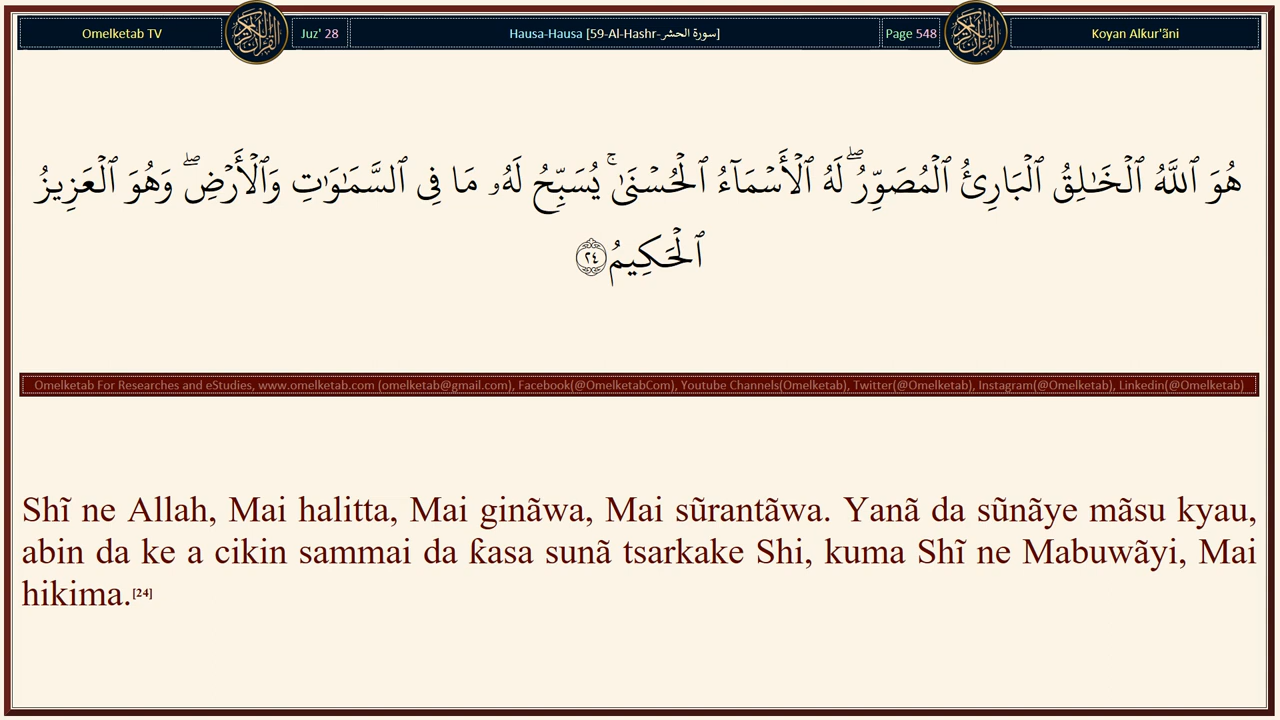 Omelketab TV
Juz' 28
Hausa-Hausa [59-Al-Hashr-سورة الحشر]
Page 548
Koyan Alƙur'ãni
هُوَ ٱللَّهُ ٱلۡخَٰلِقُ ٱلۡبَارِئُ ٱلۡمُصَوِّرُۖ لَهُ ٱلۡأَسۡمَآءُ ٱلۡحُسۡنَىٰۚ يُسَبِّحُ لَهُۥ مَا فِي ٱلسَّمَٰوَٰتِ وَٱلۡأَرۡضِۖ وَهُوَ ٱلۡعَزِيزُ
ٱلۡحَكِيمُ ٢٤
Omelketab For Researches and eStudies, www.omelketab.com (omelketab@gmail.com), Facebook(@OmelketabCom), Youtube Channels(Omelketab), Twitter(@Omelketab), Instagram(@Omelketab), Linkedin(@Omelketab)
Shĩ ne Allah, Mai halitta, Mai ginãwa, Mai sũrantãwa. Yanã da sũnãye mãsu kyau,
abin da ke a cikin sammai da ƙasa sunã tsarkake Shi, kuma Shĩ ne Mabuwãyi, Mai
hikima.[24]